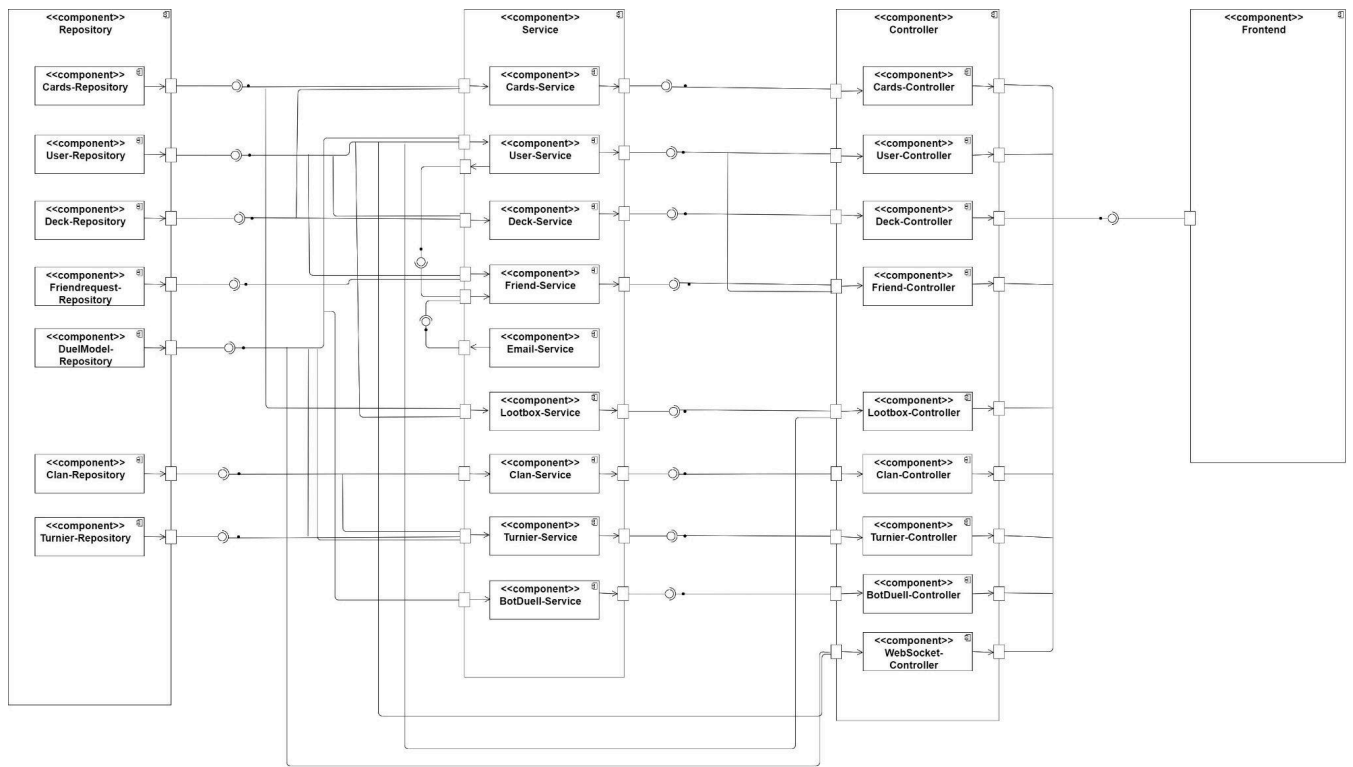 <<component>>
Repository
<<component>>
Cards-Repository
<<component>>
User-Repository
<<component>>
Deck-Repository
<<component>>
Friendrequest-
Repository
<<component>>
DuelModel-
Repository
<<component>>
Clan-Repository
<<component>>
Turnier-Repository
<<component>>
Service
<<component>>
Cards-Service
<<component>>
User-Service
<<component>>
Deck-Service
<<component>>
Friend-Service
<<component>>
Email-Service
<<component>>
Lootbox-Service
<<component>>
Clan-Service
<<component>>
Turnier-Service
<<component>>
BotDuell-Service
<<component>>
Controller
<<component>>
Cards-Controller
<<component>>
User-Controller
<<component>>
Deck-Controller
<<component>>
Friend-Controller
<<component>>
Lootbox-Controller
<<component>>
Clan-Controller
<<component>>
Turnier-Controller
<<component>>
BotDuell-Controller
<<component>>
WebSocket-
Controller
<<component>>
Frontend